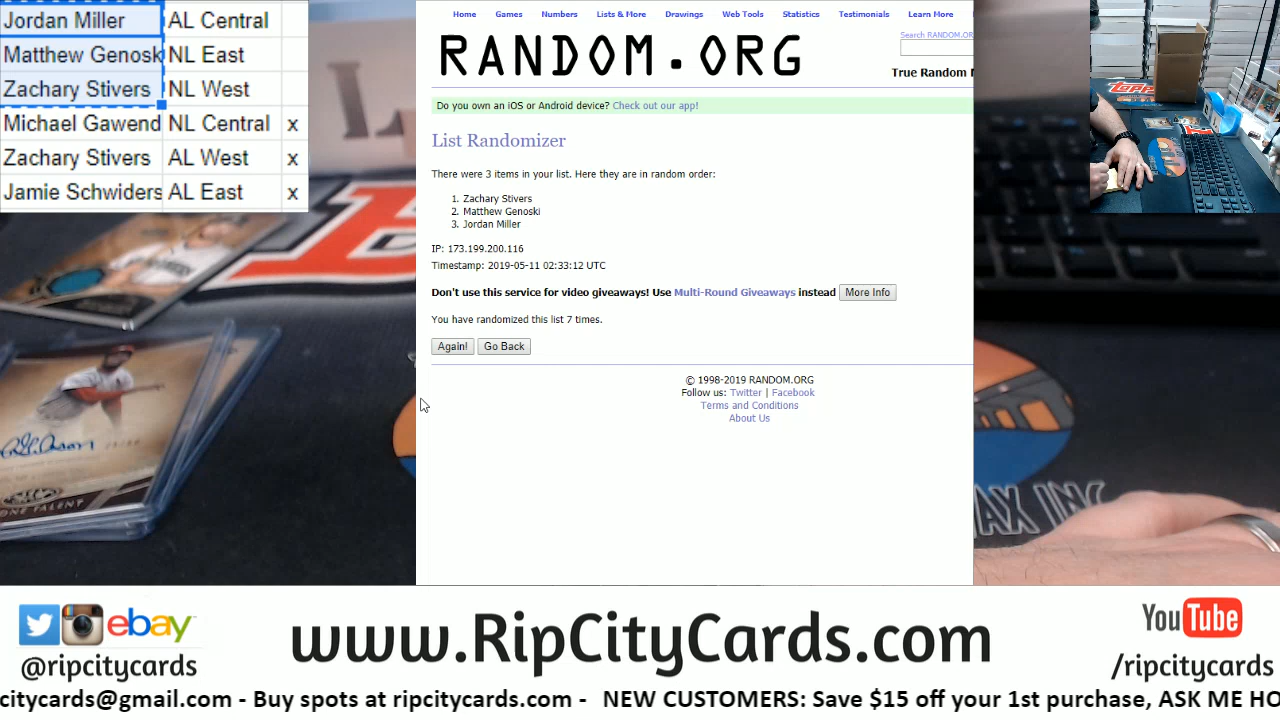 Jordan Miller AL Central
Matthew Genosk NL East
Zachary Stivers NL West
Michael Gawend NL Central x
Zachary Stivers AL West x
Jamie Schwiders AL East x
Home Games Numbers Lists & More Drawings Web Tools Statistics Testimonials Learn More
RANDOM.ORG
Search RANDOM.OR
True Random
Do you own an iOS or Android device? Check out our app!
List Randomizer
There were 3 items in your list. Here they are in random order:
1. Zachary Stivers
2. Matthew Genoski
3. Jordan Miller
IP: 173.199.200.116
Timestamp: 2019-05-11 02:33:12 UTC
Don't use this service for video giveaways! Use Multi-Round Giveaways instead More Info
You have randomized this list 7 times.
Again! Go Back
© 1998-2019 RANDOM.ORG
Follow us: Twitter | Facebook
Terms and Conditions
About Us
ebay
@ripcitycards
www.RipCityCards.com
YouTube
/ripcitycards
citycards@gmail.com - Buy spots at ripcitycards.com - NEW CUSTOMERS: Save $15 off your 1st purchase, ASK ME HO